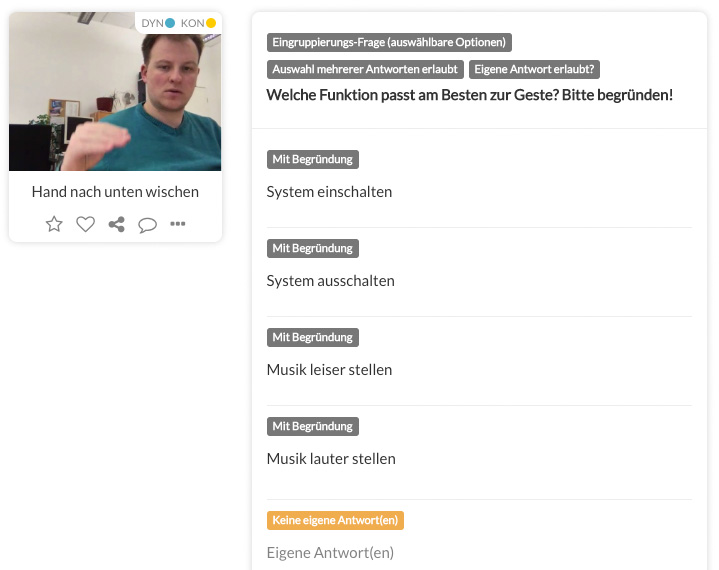 DYN KON
Hand nach unten wischen
Eingruppierungs-Frage (auswählbare Optionen)
Auswahl mehrerer Antworten erlaubt Eigene Antwort erlaubt?
Welche Funktion passt am Besten zur Geste? Bitte begründen!
Mit Begründung
System einschalten
Mit Begründung
System ausschalten
Mit Begründung
Musik leiser stellen
Mit Begründung
Musik lauter stellen
Keine eigene Antwort(en)
Eigene Antwort(en)